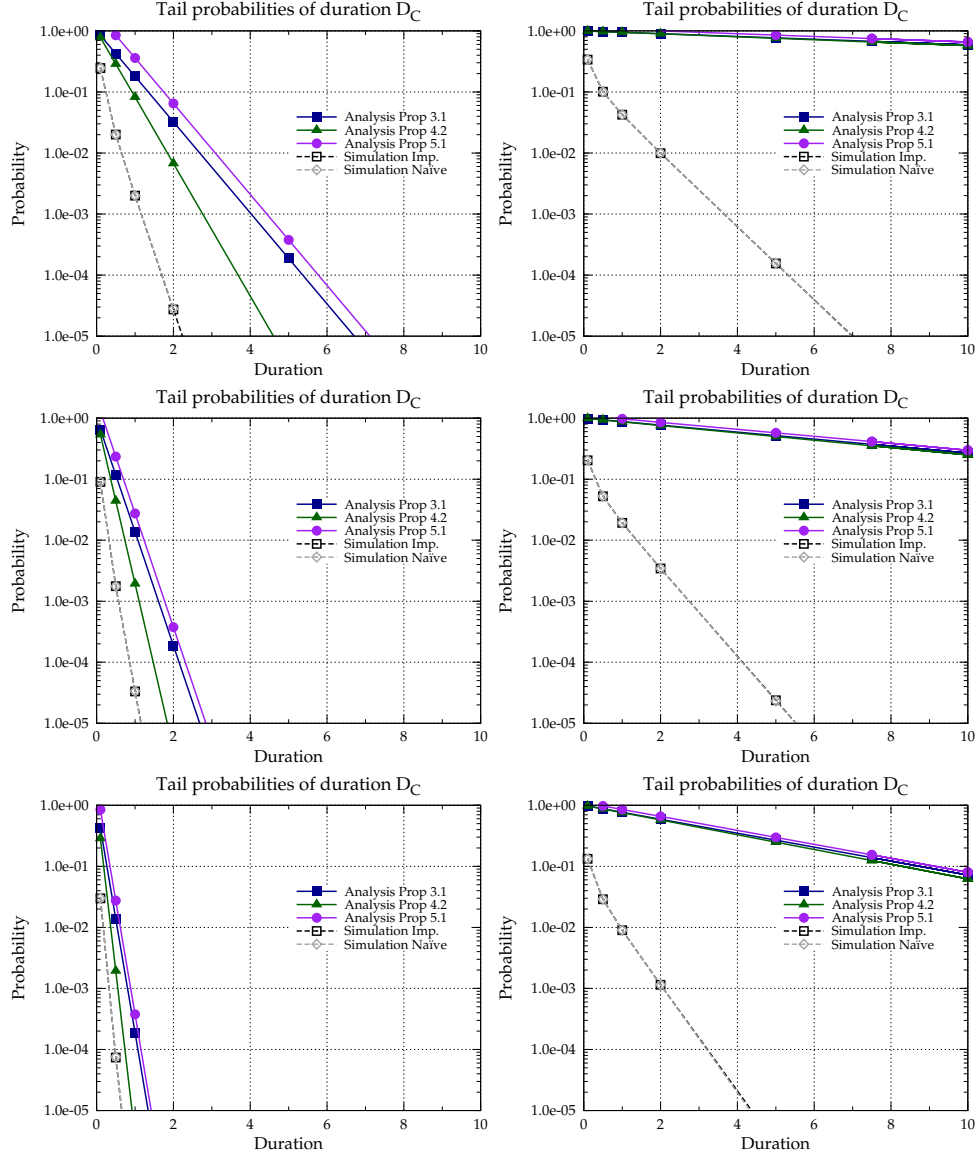 Tail probabilities of duration D_C
Probability
1.0e+00
1.0e-01
1.0e-02
1.0e-03
1.0e-04
1.0e-05
Analysis Prop 3.1
Analysis Prop 4.2
Analysis Prop 5.1
Simulation Imp.
Simulation Naïve
0 2 4 6 8 10
Duration
Tail probabilities of duration D_C
Probability
1.0e+00
1.0e-01
1.0e-02
1.0e-03
1.0e-04
1.0e-05
Analysis Prop 3.1
Analysis Prop 4.2
Analysis Prop 5.1
Simulation Imp.
Simulation Naïve
0 2 4 6 8 10
Duration
Tail probabilities of duration D_C
Probability
1.0e+00
1.0e-01
1.0e-02
1.0e-03
1.0e-04
1.0e-05
Analysis Prop 3.1
Analysis Prop 4.2
Analysis Prop 5.1
Simulation Imp.
Simulation Naïve
0 2 4 6 8 10
Duration
Tail probabilities of duration D_C
Probability
1.0e+00
1.0e-01
1.0e-02
1.0e-03
1.0e-04
1.0e-05
Analysis Prop 3.1
Analysis Prop 4.2
Analysis Prop 5.1
Simulation Imp.
Simulation Naïve
0 2 4 6 8 10
Duration
Tail probabilities of duration D_C
Probability
1.0e+00
1.0e-01
1.0e-02
1.0e-03
1.0e-04
1.0e-05
Analysis Prop 3.1
Analysis Prop 4.2
Analysis Prop 5.1
Simulation Imp.
Simulation Naïve
0 2 4 6 8 10
Duration
Tail probabilities of duration D_C
Probability
1.0e+00
1.0e-01
1.0e-02
1.0e-03
1.0e-04
1.0e-05
Analysis Prop 3.1
Analysis Prop 4.2
Analysis Prop 5.1
Simulation Imp.
Simulation Naïve
0 2 4 6 8 10
Duration